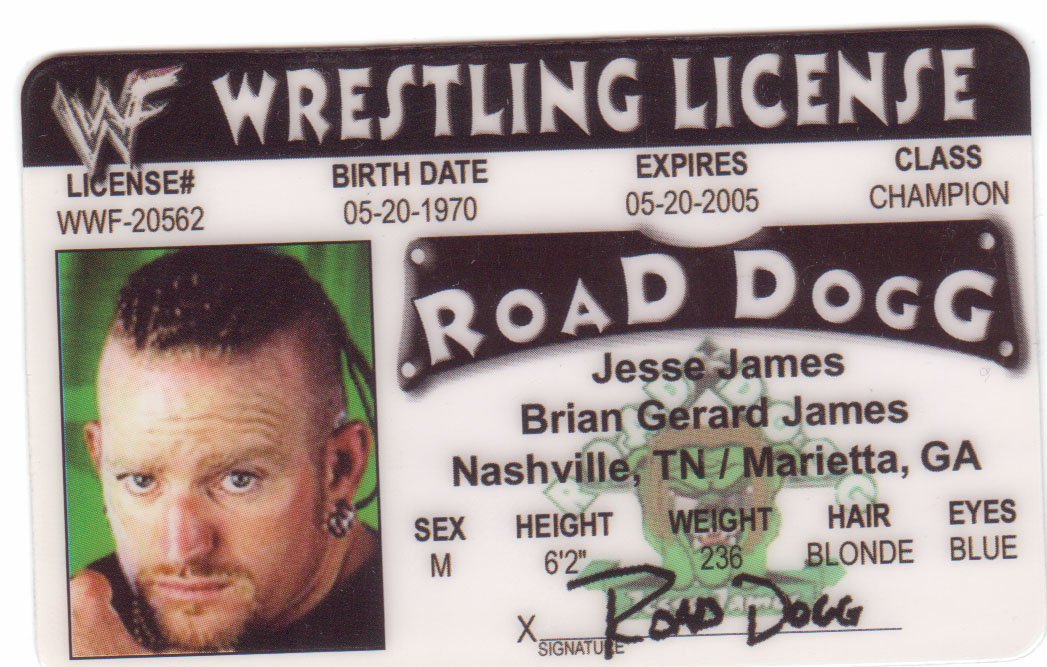 WF WRESTLING LICENSE
LICENSE# BIRTH DATE EXPIRES CLASS
WWF-20562 05-20-1970 05-20-2005 CHAMPION
ROAD DOGG
Jesse James
Brian Gerard James
Nashville, TN / Marietta, GA
SEX HEIGHT WEIGHT HAIR EYES
M 6'2" 236 BLONDE BLUE
Jesse James
X ROAD DOGG
SIGNATURE